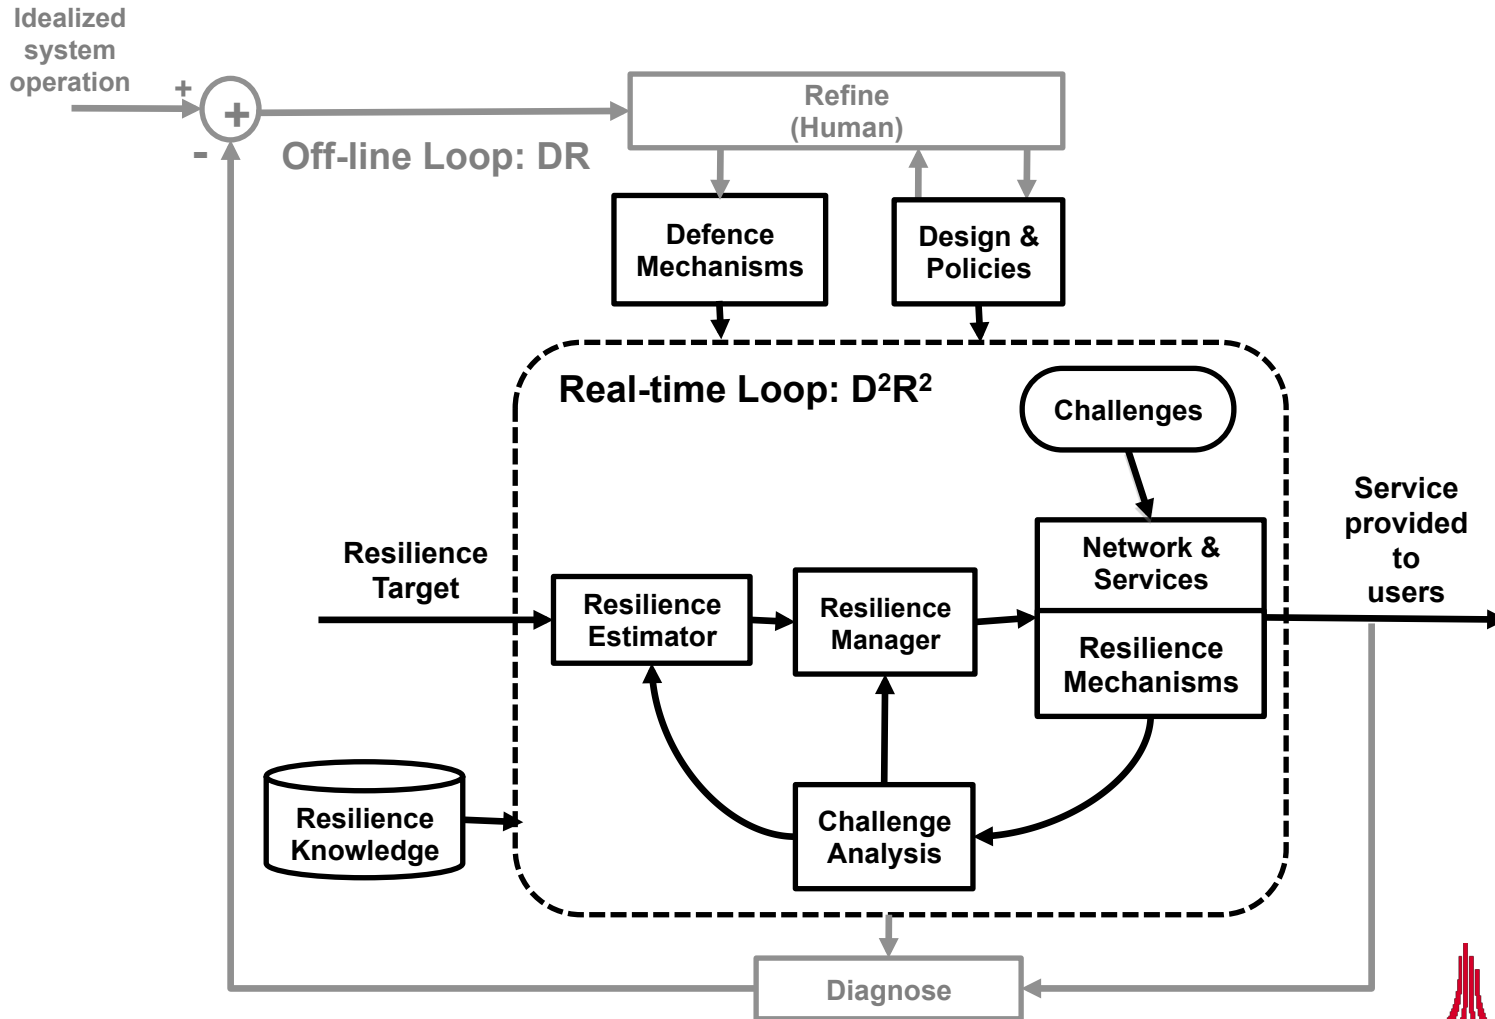 Idealized
system
operation
+
+
-
Off-line Loop: DR
Refine
(Human)
Defence
Mechanisms
Design &
Policies
Real-time Loop: D²R²
Challenges
Service
provided
to
users
Resilience
Target
Resilience
Estimator
Resilience
Manager
Network &
Services
Resilience
Mechanisms
Resilience
Knowledge
Challenge
Analysis
Diagnose